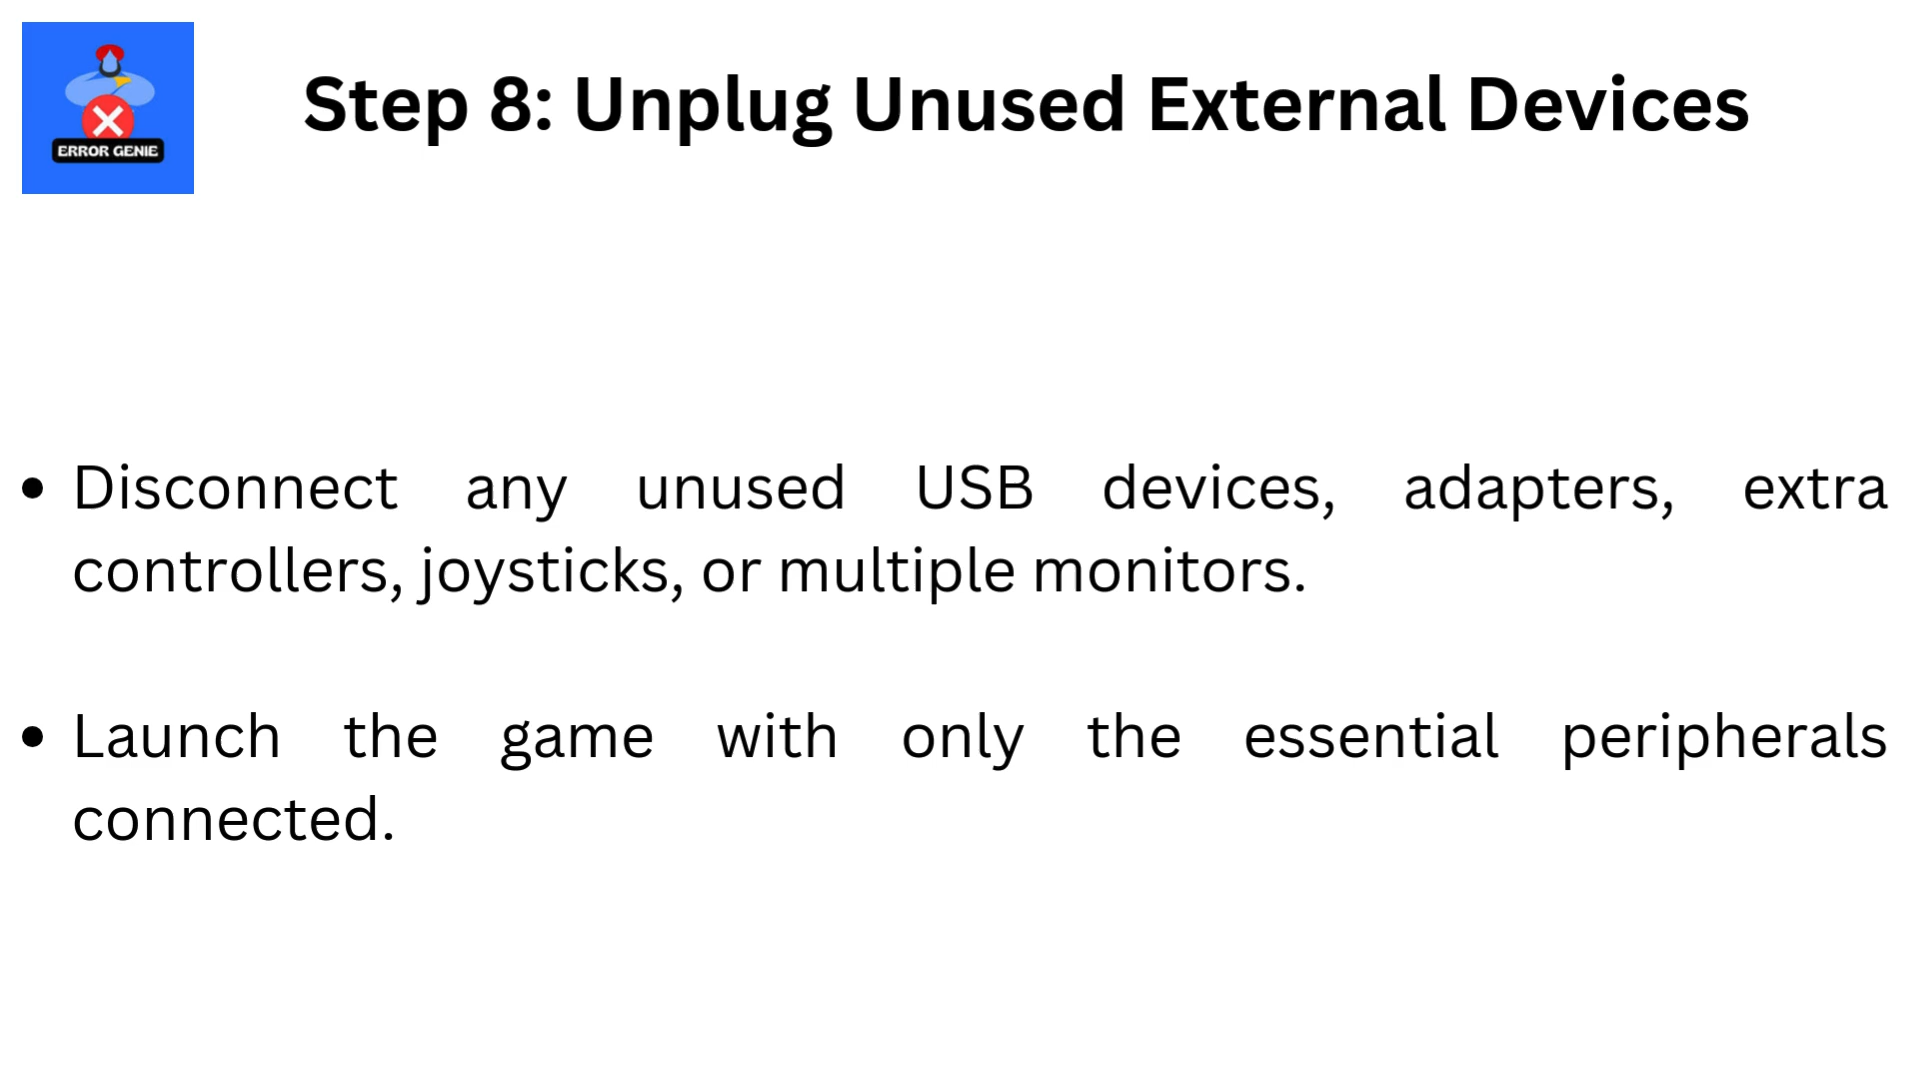 ERROR GENIE
Step 8: Unplug Unused External Devices
• Disconnect any unused USB devices, adapters, extra
controllers, joysticks, or multiple monitors.
• Launch the game with only the essential peripherals
connected.